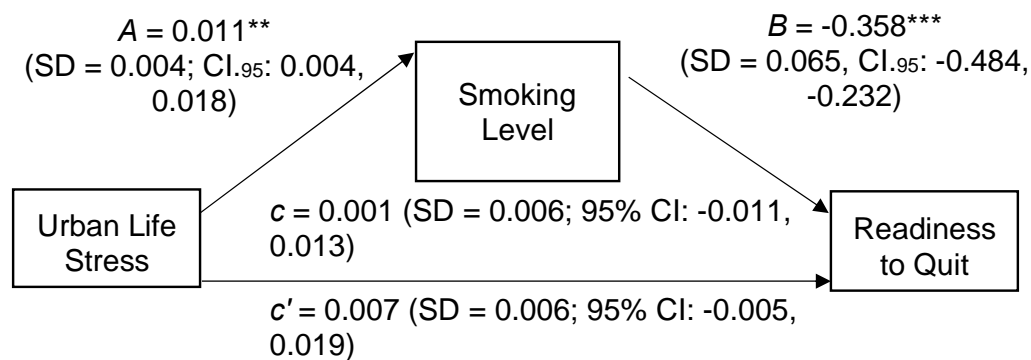 A = 0.011**
(SD = 0.004; CI.95: 0.004,
0.018)
B = -0.358***
(SD = 0.065, CI.95: -0.484,
-0.232)
Smoking
Level
Urban Life
Stress
c = 0.001 (SD = 0.006; 95% CI: -0.011,
0.013)
Readiness
to Quit
c' = 0.007 (SD = 0.006; 95% CI: -0.005,
0.019)